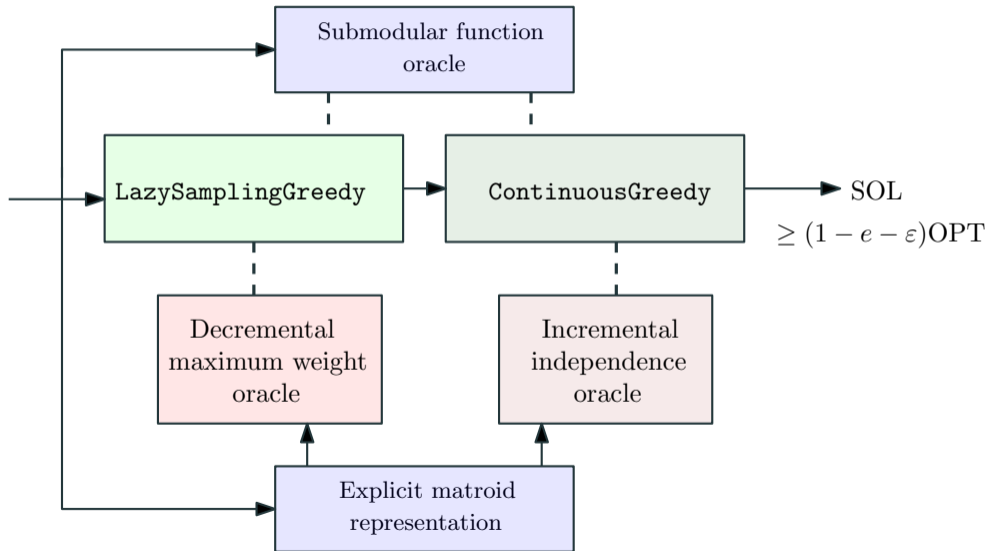 Submodular function
oracle
LazySamplingGreedy
ContinuousGreedy
SOL
≥ (1 − e − ε)OPT
Decremental
maximum weight
oracle
Incremental
independence
oracle
Explicit matroid
representation